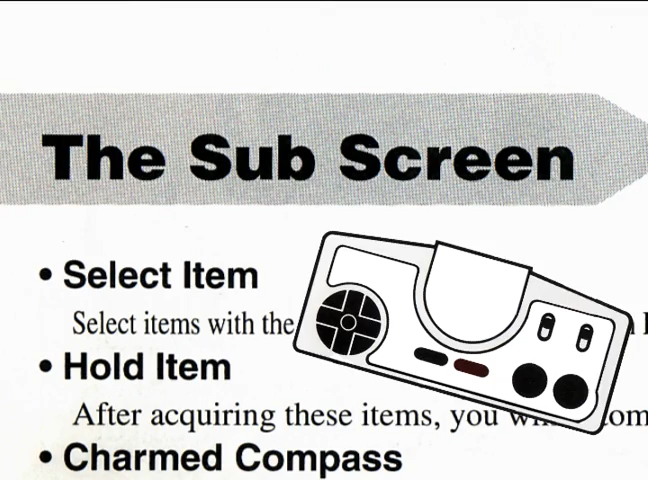 The Sub Screen
• Select Item
Select items with the
• Hold Item
After acquiring these items, you
• Charmed Compass